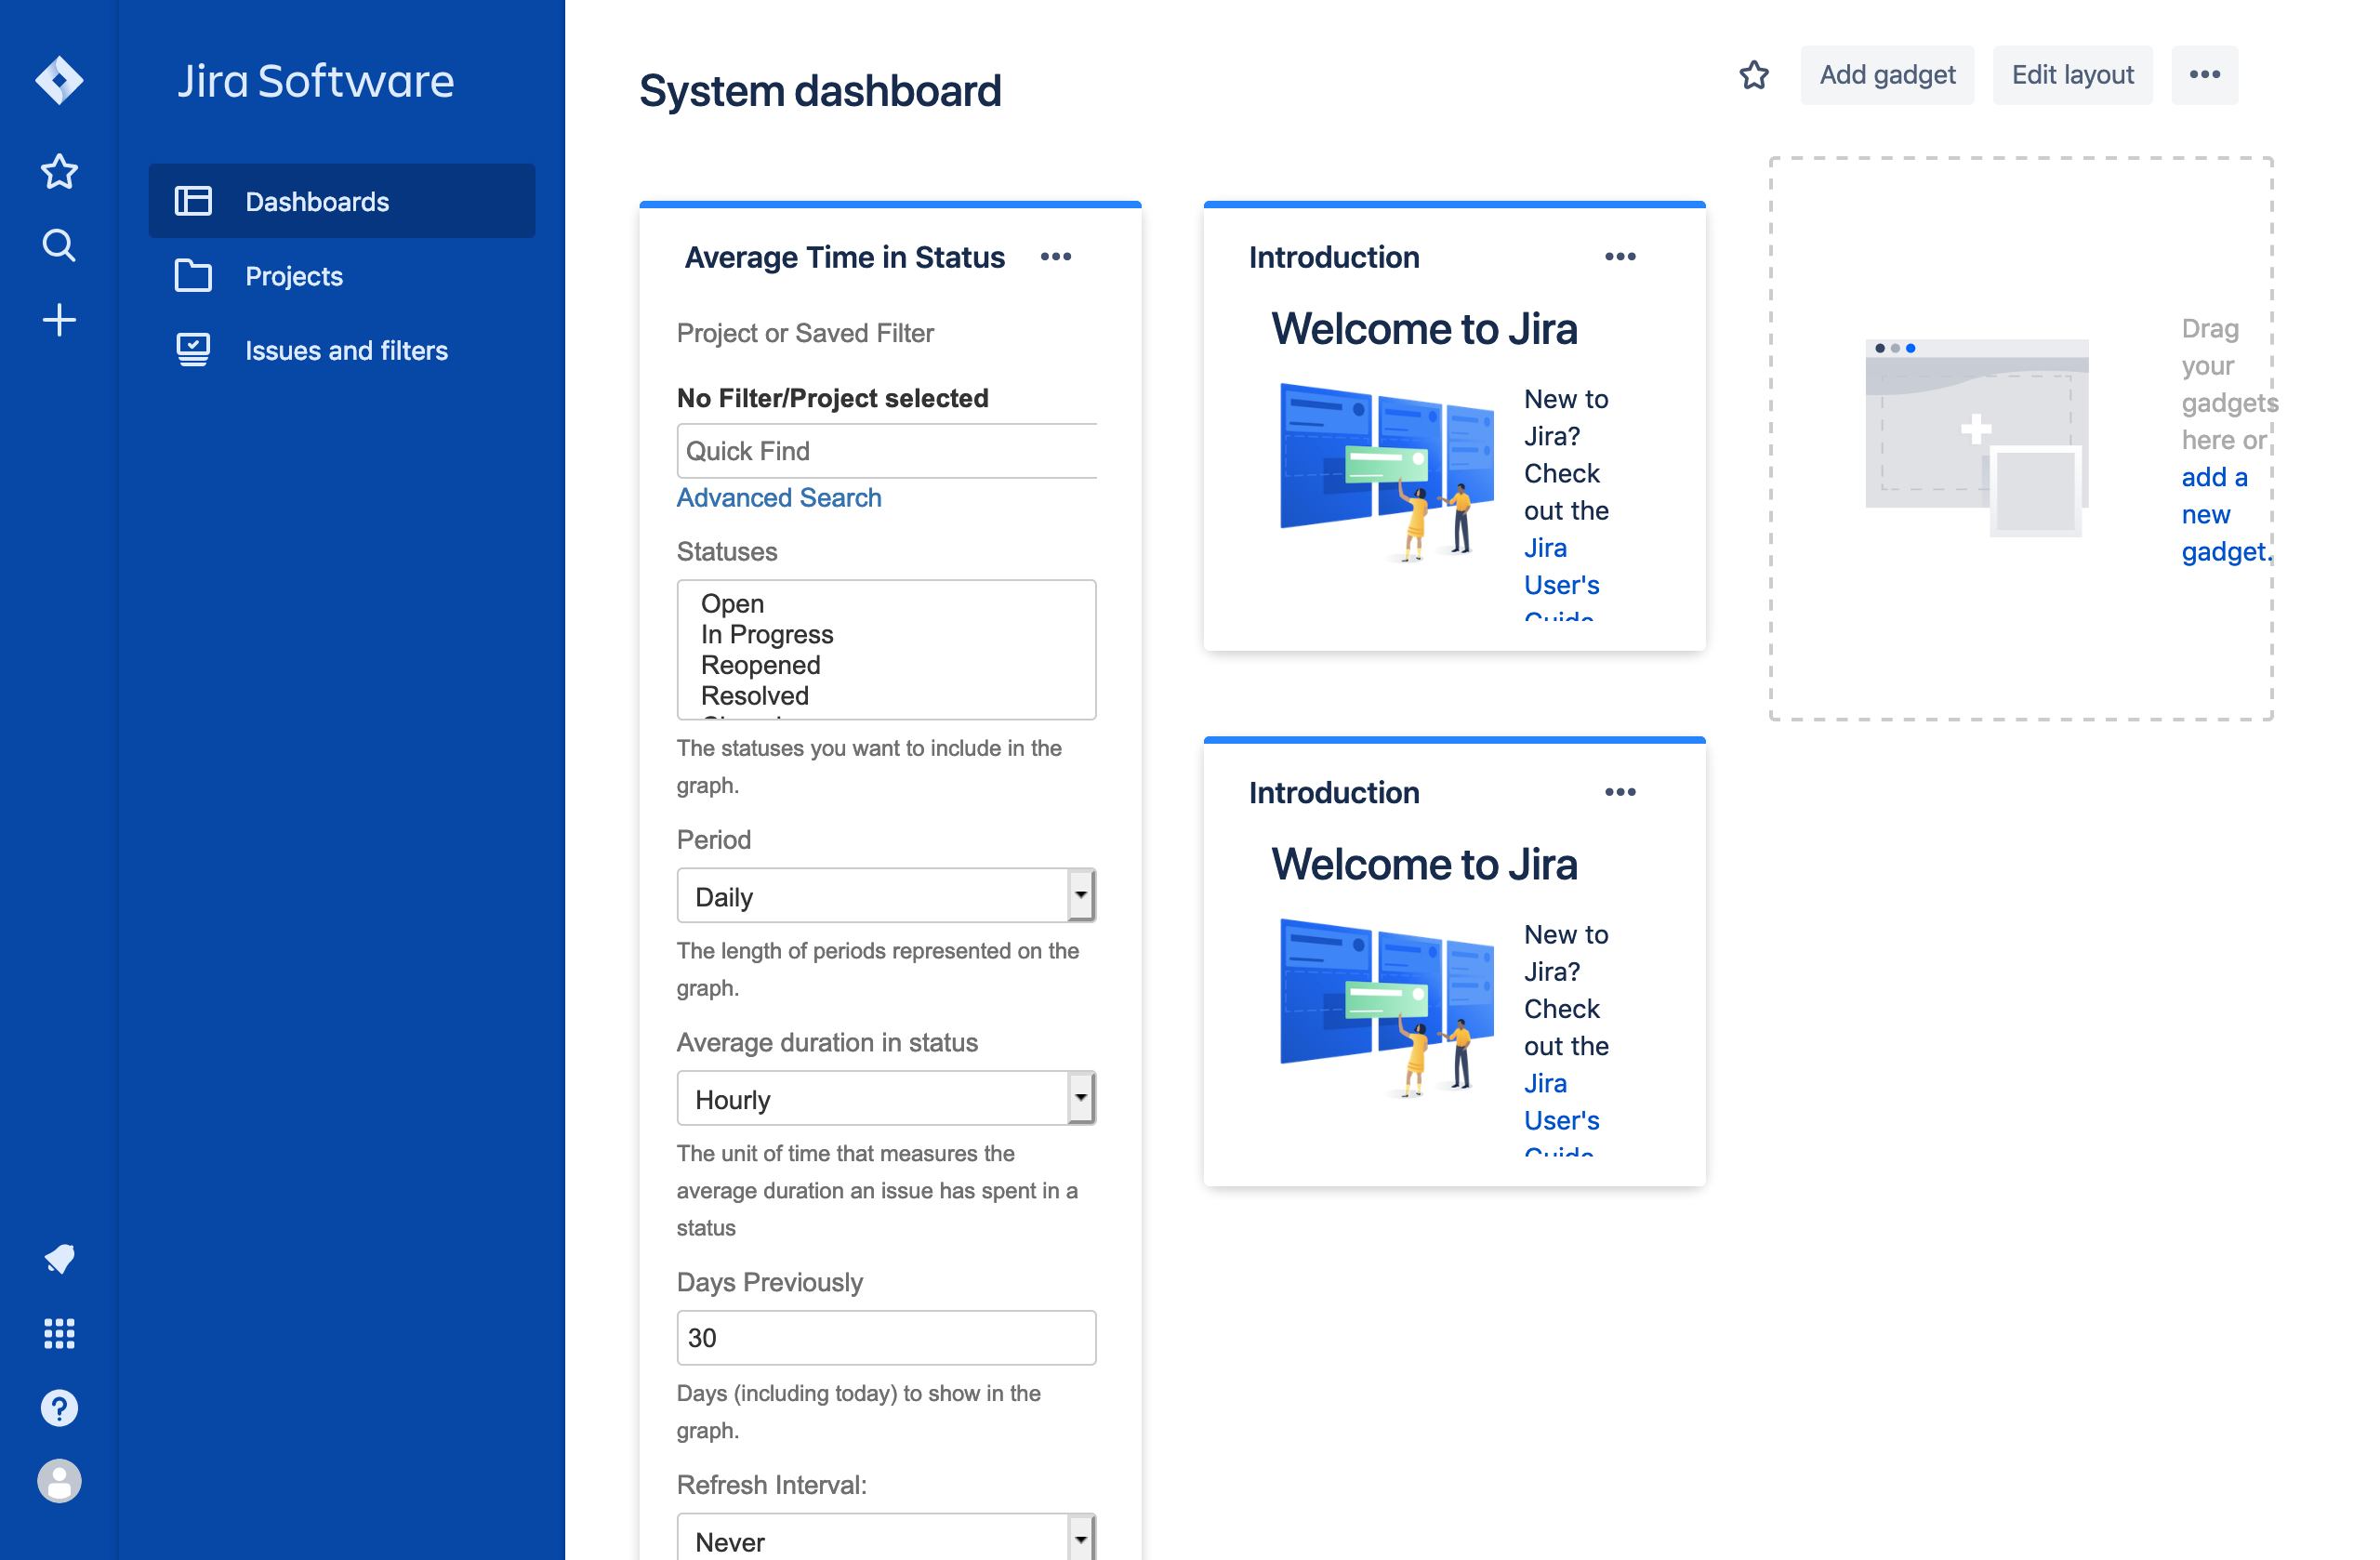 Jira Software
Dashboards
Projects
Issues and filters
System dashboard
Add gadget
Edit layout
Average Time in Status
Project or Saved Filter
No Filter/Project selected
Quick Find
Advanced Search
Statuses
Open
In Progress
Reopened
Resolved
The statuses you want to include in the
graph.
Period
Daily
The length of periods represented on the
graph.
Average duration in status
Hourly
The unit of time that measures the
average duration an issue has spent in a
status
Days Previously
30
Days (including today) to show in the
graph.
Refresh Interval:
Never
Introduction
Welcome to Jira
New to
Jira?
Check
out the
Jira
User's
Guide
Introduction
Welcome to Jira
New to
Jira?
Check
out the
Jira
User's
Guide
Drag
your
gadgets
here or
add a
new
gadget.